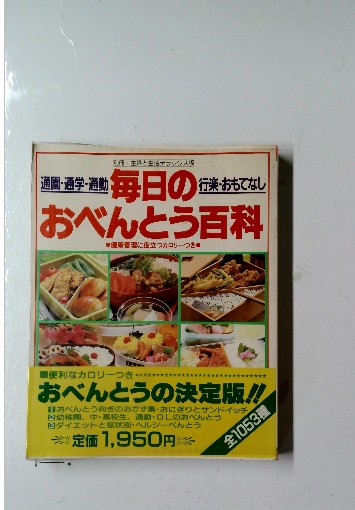 別冊・主婦と生活デラックス版
通園・通学・通勤 毎日の 行楽・おもてなし
おべんとう百科
●健康管理に役立つカロリーつき●
■便利なカロリーつき
おべんとうの決定版!!
1おべんとう向きのおかず集・おにぎりとサンドイッチ
2幼稚園、中・高校生、通勤・OLのおべんとう
3ダイエットと症状別・ヘルシーべんとう
全1053種
定価1,950円